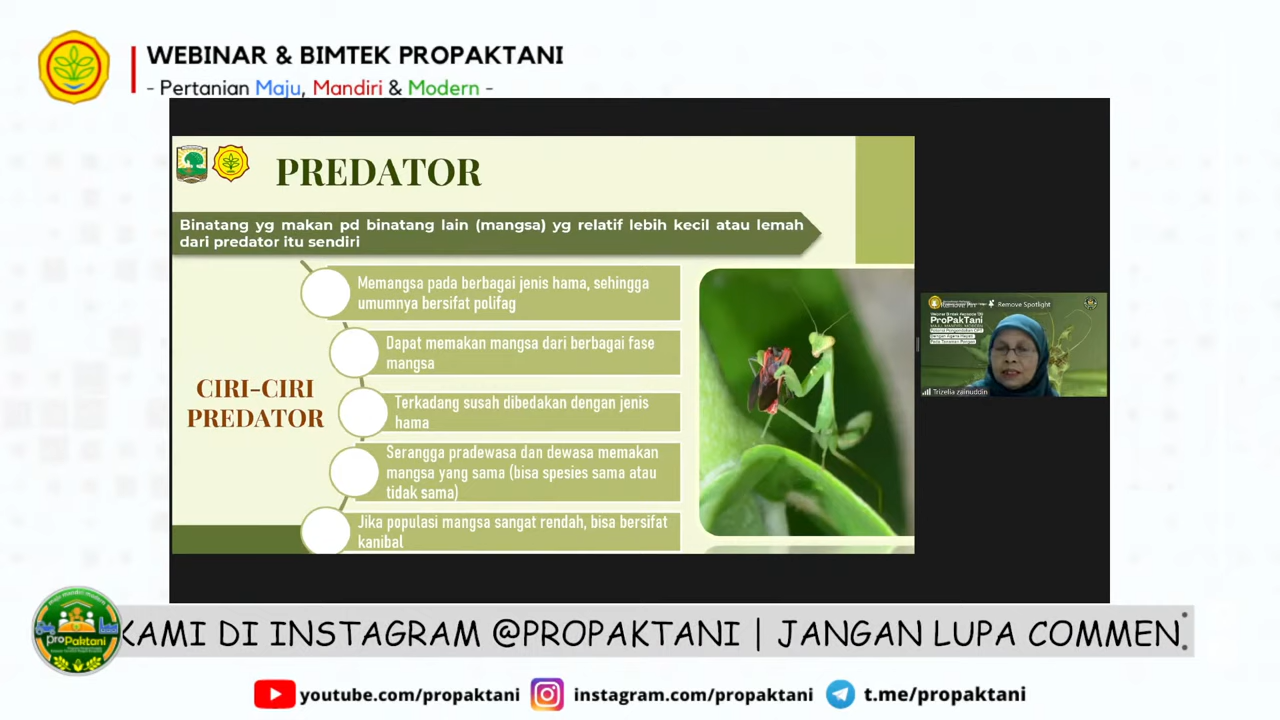 WEBINAR & BIMTEK PROPAKTANI
- Pertanian Maju, Mandiri & Modern -
PREDATOR
Binatang yg makan pd binatang lain (mangsa) yg relatif lebih kecil atau lemah
dari predator itu sendiri
CIRI-CIRI
PREDATOR
Memangsa pada berbagai jenis hama, sehingga
umumnya bersifat polifag
Dapat memakan mangsa dari berbagai fase
mangsa
Terkadang susah dibedakan dengan jenis
hama
Serangga pradewasa dan dewasa memakan
mangsa yang sama (bisa spesies sama atau
tidak sama)
Jika populasi mangsa sangat rendah, bisa bersifat
kanibal
Remove Spotlight
ProPakTani
Trizelia zainuddin
proPaktani
KAMI DI INSTAGRAM @PROPAKTANI | JANGAN LUPA COMMEN
youtube.com/propaktani
instagram.com/propaktani
t.me/propaktani